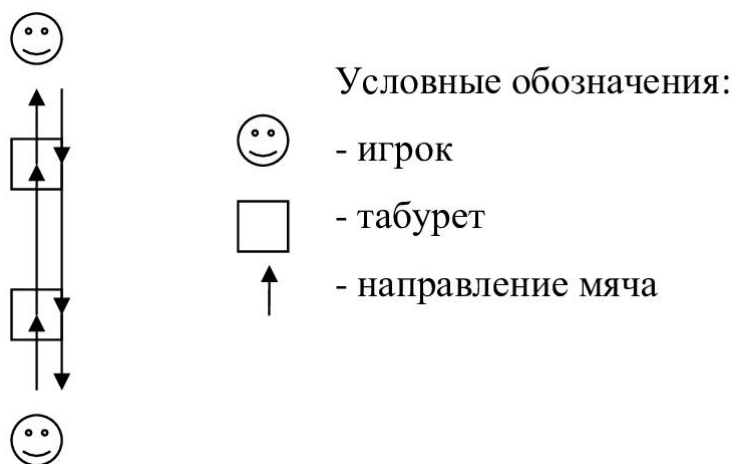 Условные обозначения:
- игрок
- табурет
- направление мяча